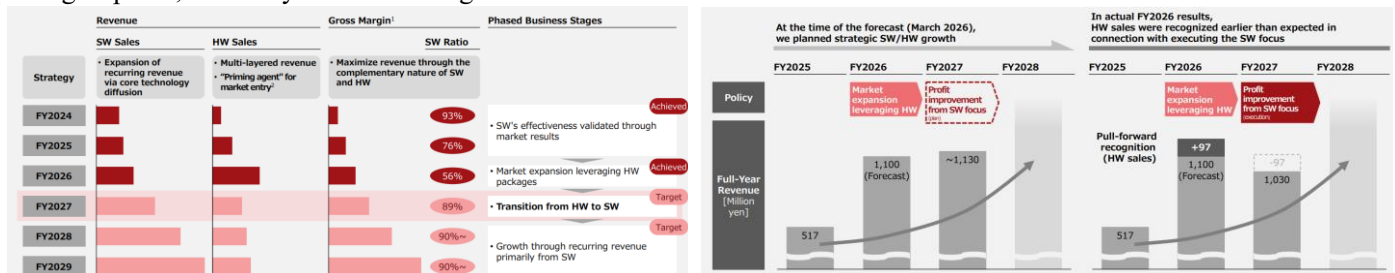 Revenue
Gross Margin¹
Phased Business Stages
SW Sales
HW Sales
SW Ratio
Strategy
• Expansion of recurring revenue via core technology diffusion
• Multi-layered revenue
• "Priming agent" for market entry²
• Maximize revenue through the complementary nature of SW and HW
FY2024
93%
Achieved
• SW's effectiveness validated through market results
FY2025
76%
FY2026
56%
• Market expansion leveraging HW packages
Achieved
FY2027
89%
• Transition from HW to SW
Target
FY2028
90%~
Target
• Growth through recurring revenue primarily from SW
FY2029
90%~
At the time of the forecast (March 2026),
we planned strategic SW/HW growth
FY2025
FY2026
FY2027
FY2028
Policy
Market
expansion
leveraging HW
Profit
improvement
from SW focus
(plan)
Full-Year
Revenue
[Million
yen]
517
1,100
(Forecast)
~1,130
In actual FY2026 results,
HW sales were recognized earlier than expected in
connection with executing the SW focus
FY2025
FY2026
FY2027
FY2028
Market
expansion
leveraging HW
Profit
improvement
from SW focus
(execution)
Pull-forward
recognition
(HW sales)
+97
1,100
(Forecast)
-97
1,030
517